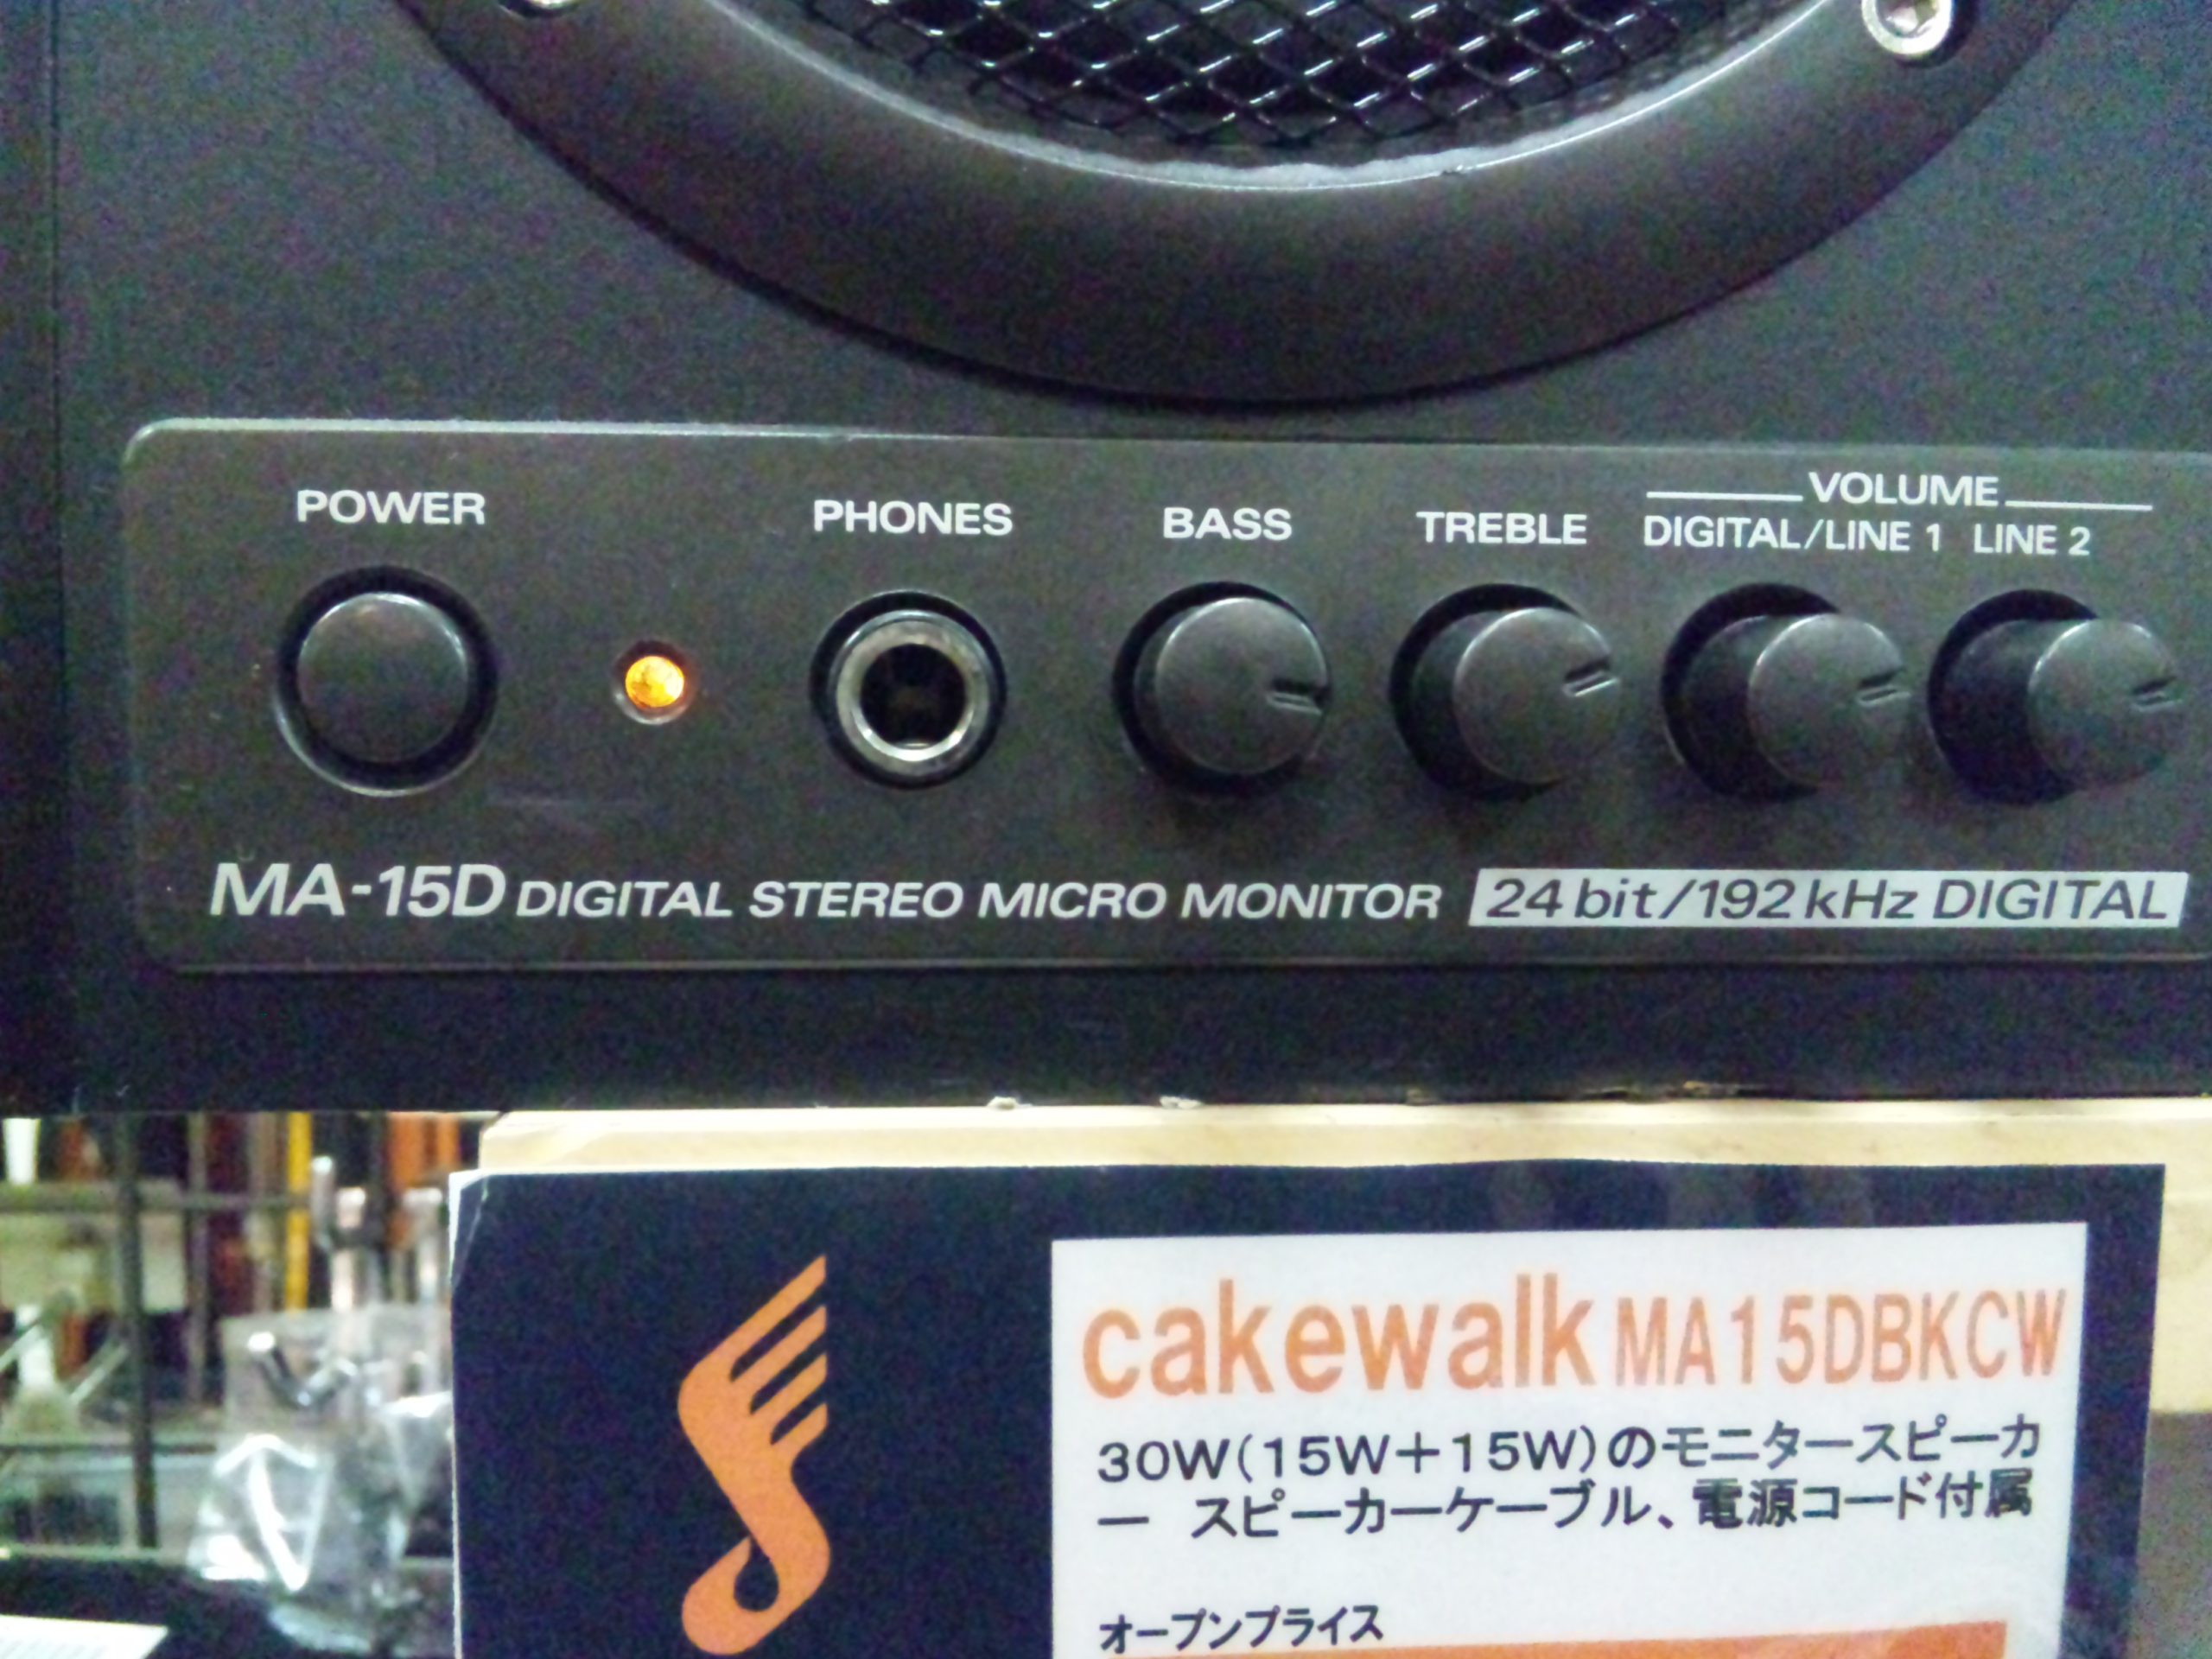 POWER
PHONES
BASS
TREBLE
VOLUME
DIGITAL/LINE 1 LINE 2
MA-15D DIGITAL STEREO MICRO MONITOR 24 bit/192 kHz DIGITAL
cakewalk MA15DBKCW
30W(15W+15W)のモニタースピーカ
ー スピーカーケーブル、電源コード付属
オープンプライス